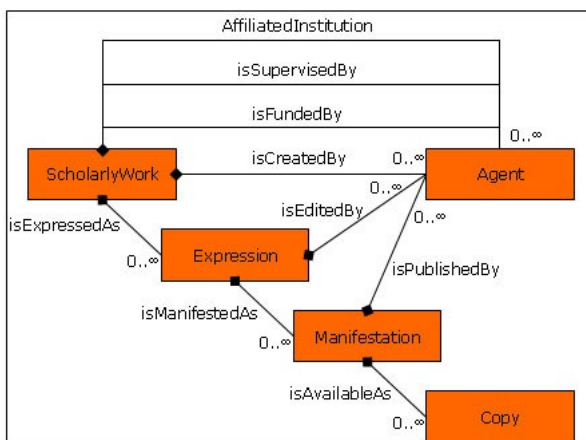 AffiliatedInstitution
isSupervisedBy
isFundedBy
0..∞
isCreatedBy
0..∞
ScholarlyWork
Agent
0..∞
isEditedBy
0..∞
isExpressedAs
0..∞
Expression
isPublishedBy
isManifestedAs
0..∞
Manifestation
isAvailableAs
0..∞
Copy